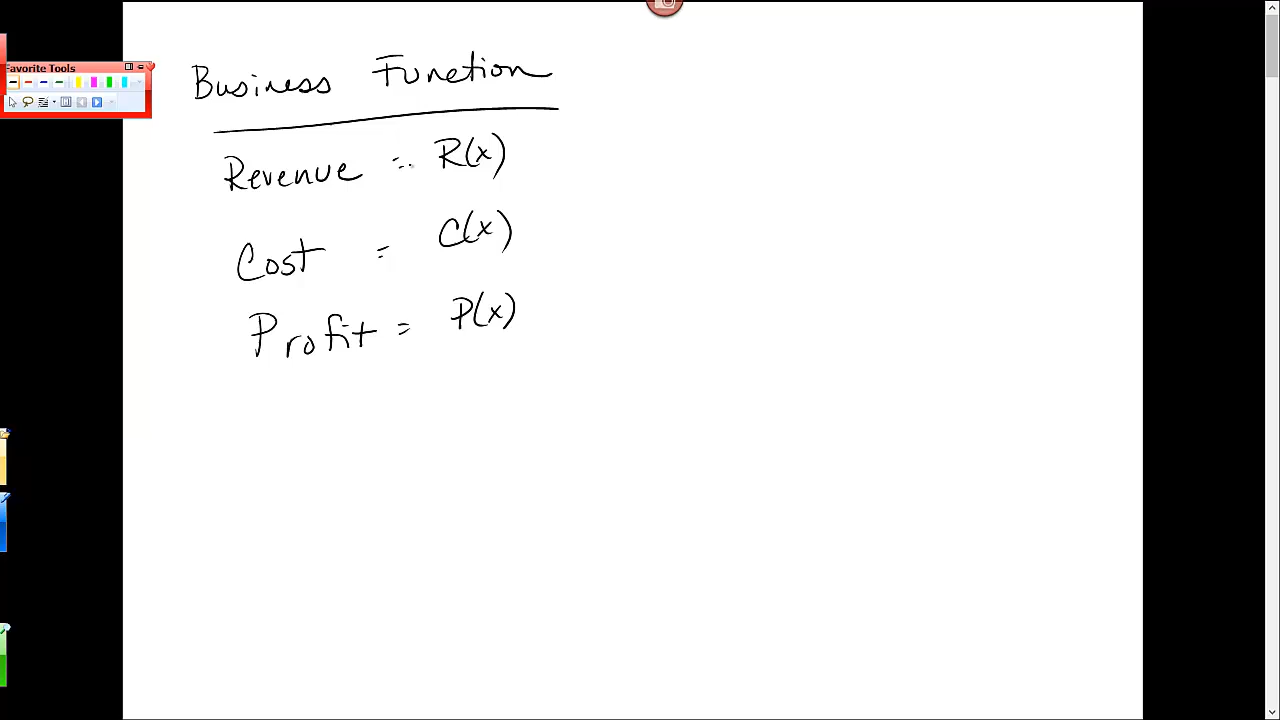 Favorite Tools
Business Function
Revenue = R(x)
Cost = C(x)
Profit = P(x)